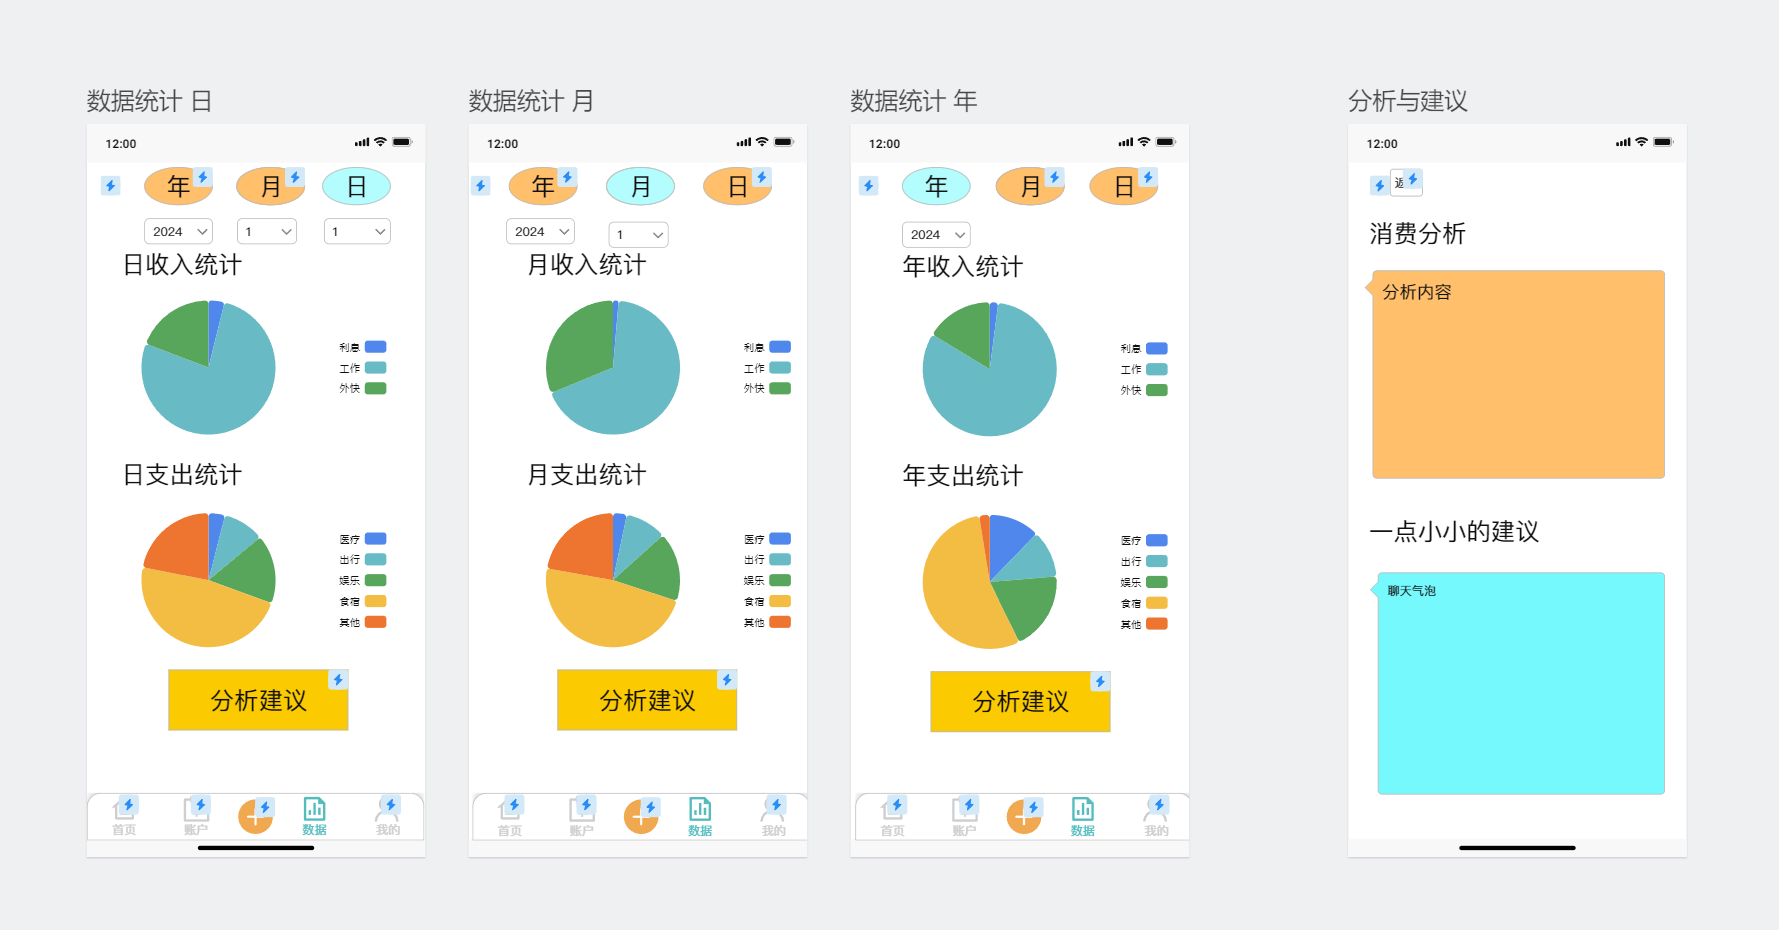 数据统计 日
12:00
年 月 日
2024 1 1
日收入统计
利息
工作
外快
日支出统计
医疗
出行
娱乐
食宿
其他
分析建议
首页 账户 数据 我的
数据统计 月
12:00
年 月 日
2024 1
月收入统计
利息
工作
外快
月支出统计
医疗
出行
娱乐
食宿
其他
分析建议
首页 账户 数据 我的
数据统计 年
12:00
年 月 日
2024
年收入统计
利息
工作
外快
年支出统计
医疗
出行
娱乐
食宿
其他
分析建议
首页 账户 数据 我的
分析与建议
12:00
消费分析
分析内容
一点小小的建议
聊天气泡